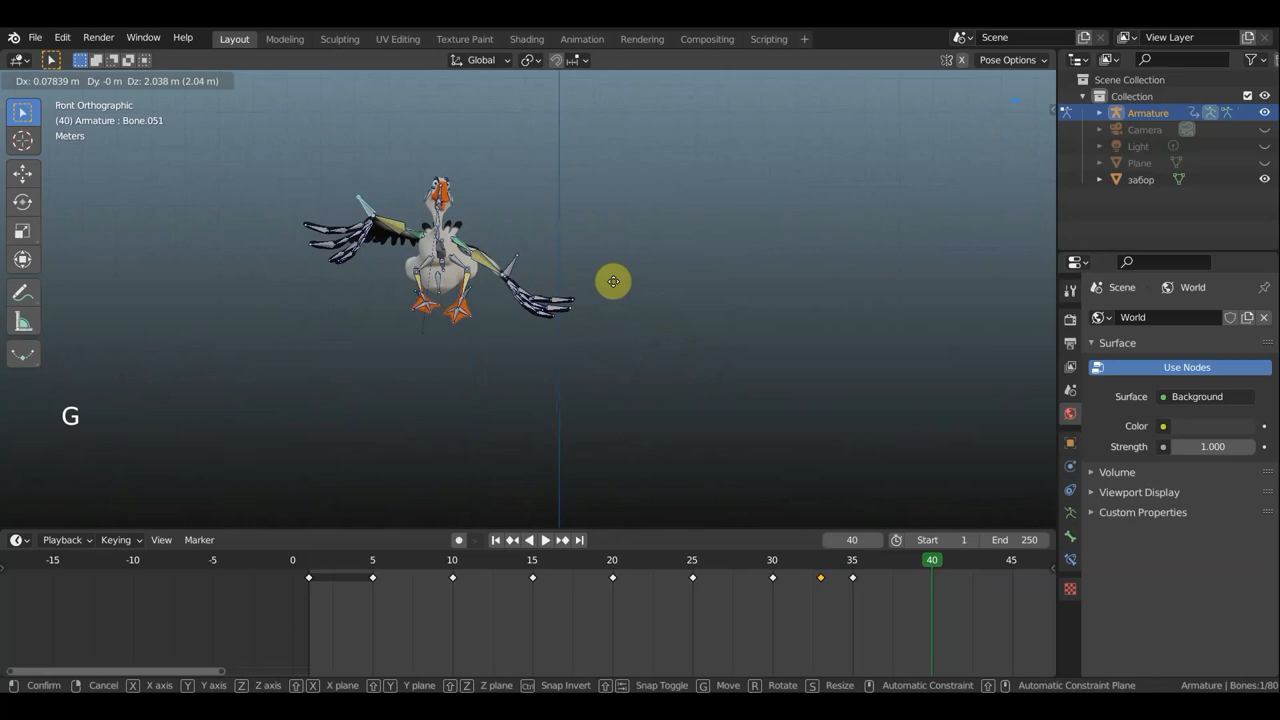 File Edit Render Window Help Layout Modeling Sculpting UV Editing Texture Paint Shading Animation Rendering Compositing Scripting + Scene View Layer
Global X Pose Options
Dx: 0.07839 m Dy: -0 m Dz: 2.038 m (2.04 m)
Front Orthographic
(40) Armature : Bone.051
Meters
G
Scene Collection
Collection
Armature
Camera
Light
Plane
забор
Scene World
World
Surface
Use Nodes
Surface Background
Color
Strength 1.000
Volume
Viewport Display
Custom Properties
Playback Keying View Marker 40 Start 1 End 250
-15 -10 -5 0 5 10 15 20 25 30 35 40 45
Confirm Cancel X X axis Y Y axis Z Z axis X X plane Y Y plane Z Z plane Ctrl Snap Invert Snap Toggle G Move R Rotate S Resize Automatic Constraint Automatic Constraint Plane Armature | Bones:1/80